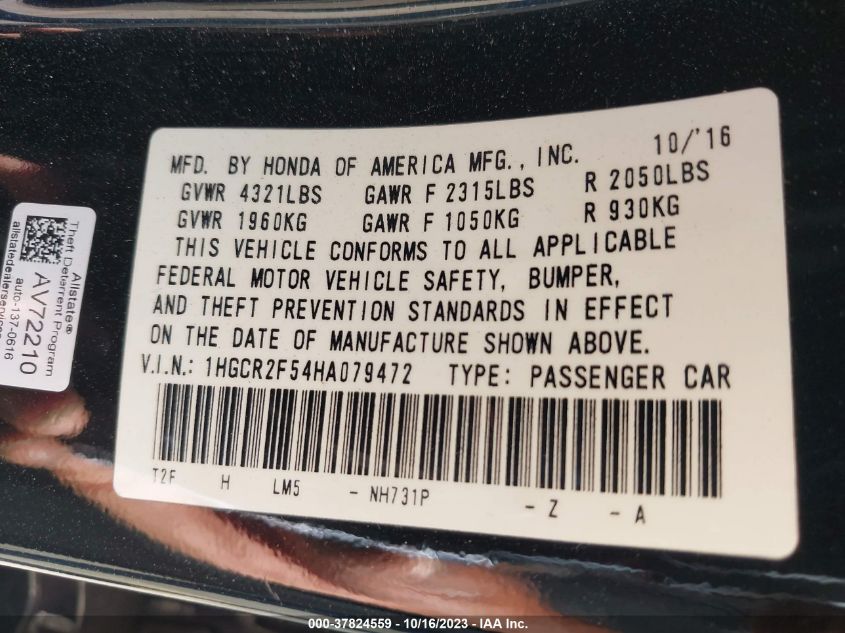 MFD. BY HONDA OF AMERICA MFG., INC. 10/'16
GVWR 4321LBS GAWR F 2315LBS R 2050LBS
GVWR 1960KG GAWR F 1050KG R 930KG
THIS VEHICLE CONFORMS TO ALL APPLICABLE
FEDERAL MOTOR VEHICLE SAFETY, BUMPER,
AND THEFT PREVENTION STANDARDS IN EFFECT
ON THE DATE OF MANUFACTURE SHOWN ABOVE.
V.I.N.: 1HGCR2F54HA079472 TYPE: PASSENGER CAR
T2F H LM5 - NH731P - Z - A
Allstate®
Theft Deterrent Program
AV72210
auto-137-0616
000-37824559 - 10/16/2023 - IAA Inc.